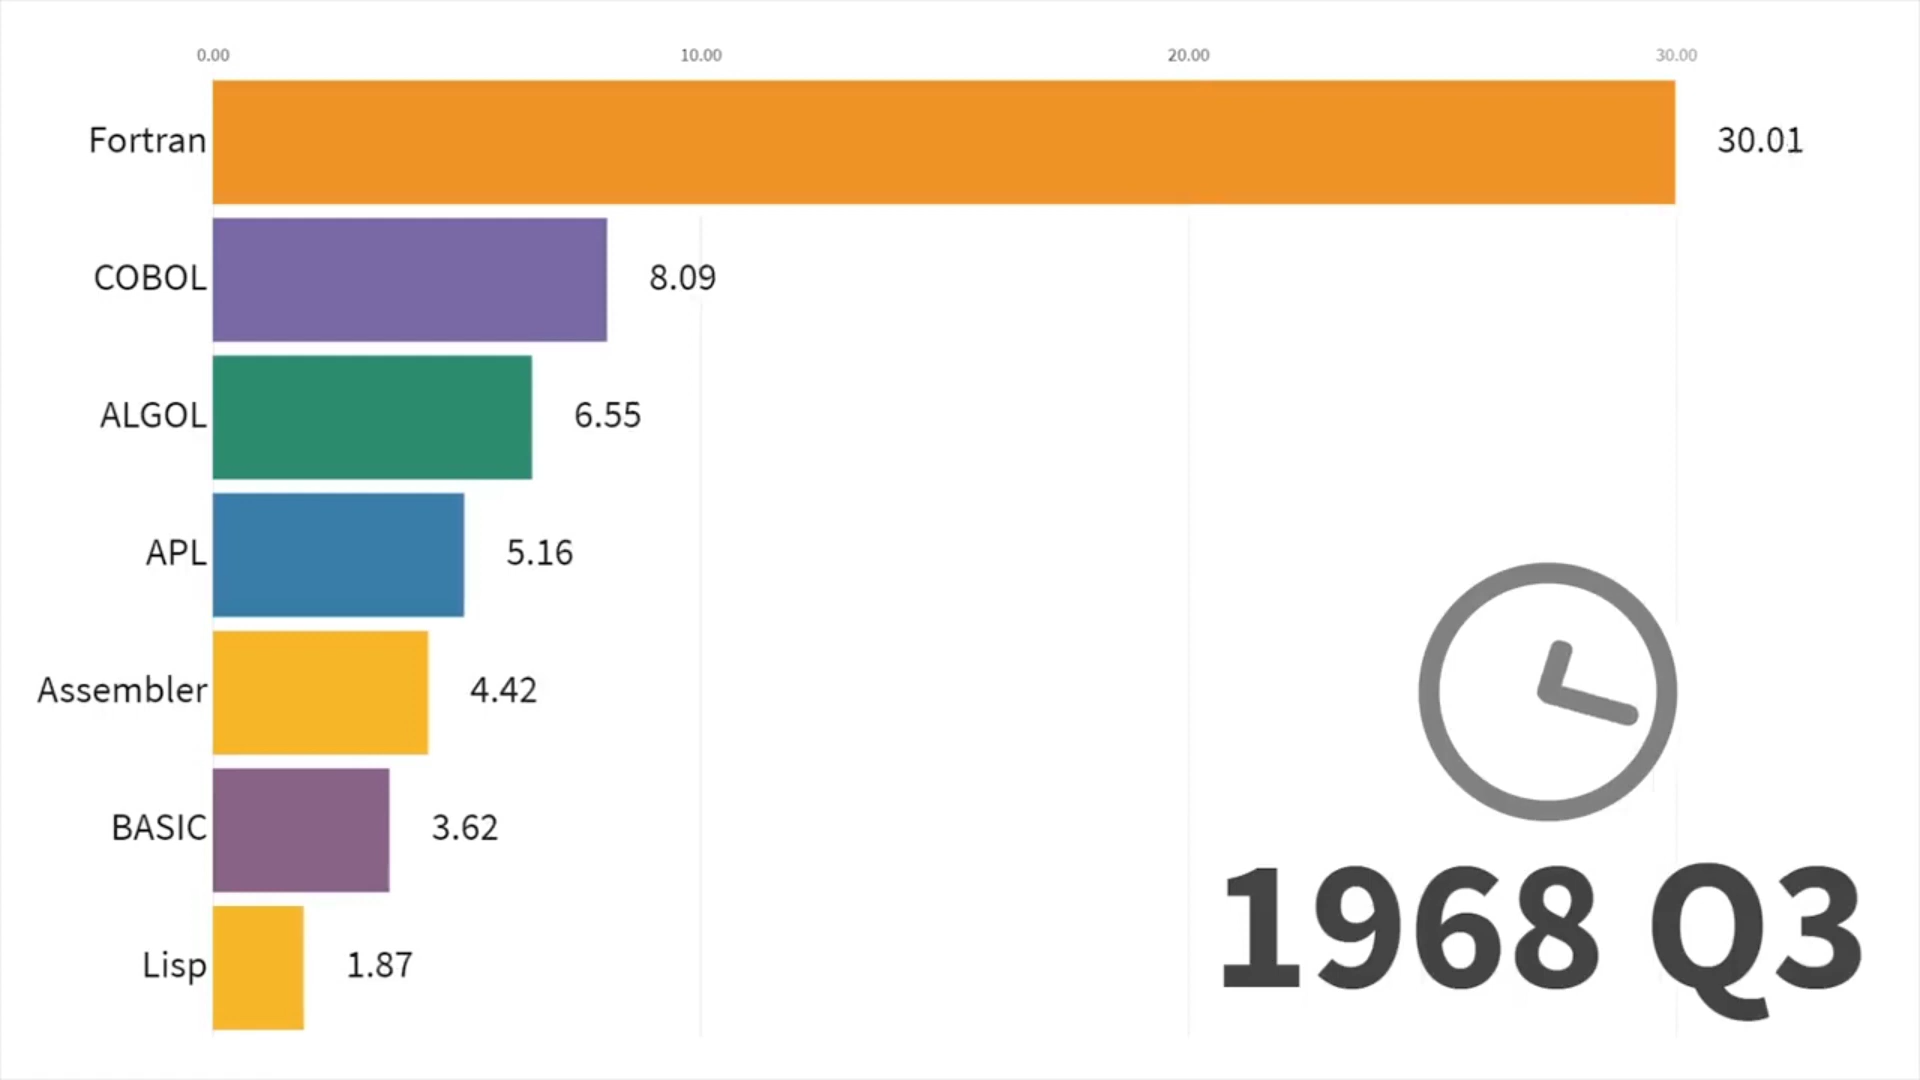 0.00 10.00 20.00 30.00
Fortran 30.01
COBOL 8.09
ALGOL 6.55
APL 5.16
Assembler 4.42
BASIC 3.62
Lisp 1.87
1968 Q3